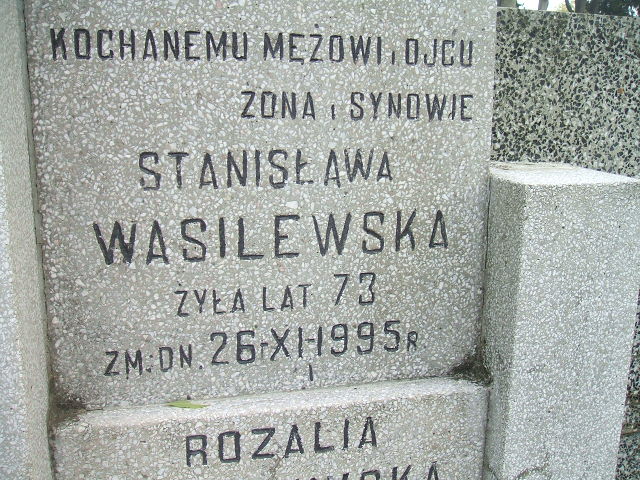 KOCHANEMU MĘŻOWI i OJCU
ŻONA i SYNOWIE
STANISŁAWA
WASILEWSKA
ŻYŁA LAT 73
ZM: DN. 26-XI-1995 R
ROZALIA